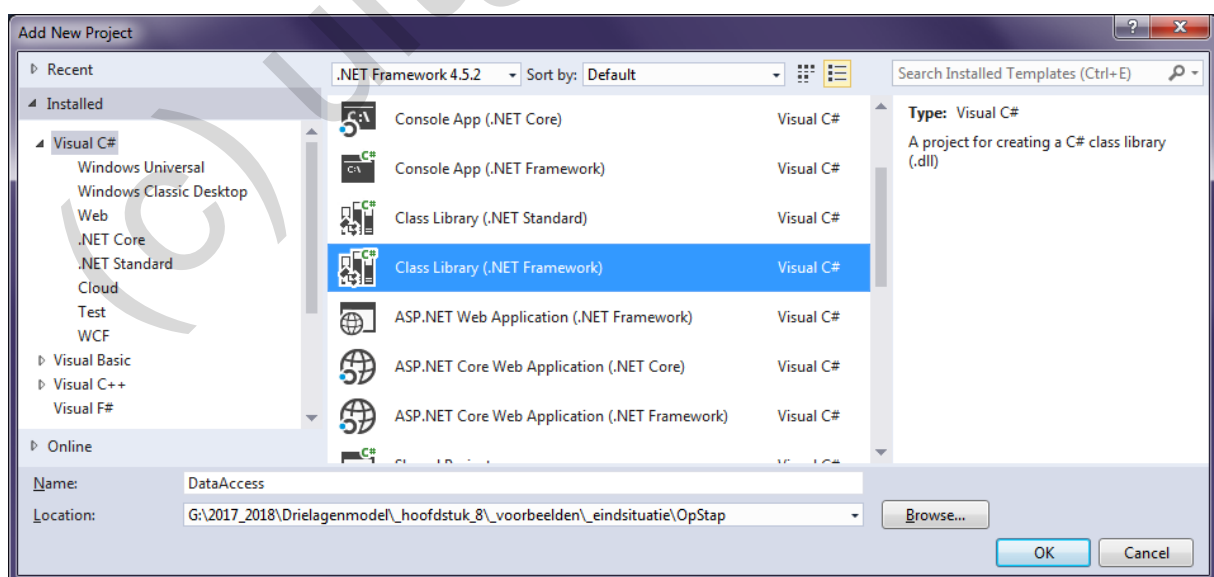 Add New Project
Recent
.NET Framework 4.5.2 Sort by: Default
Search Installed Templates (Ctrl+E)
Installed
Visual C#
Windows Universal
Windows Classic Desktop
Web
.NET Core
.NET Standard
Cloud
Test
WCF
Visual Basic
Visual C++
Visual F#
Online
Console App (.NET Core) Visual C#
Console App (.NET Framework) Visual C#
Class Library (.NET Standard) Visual C#
Class Library (.NET Framework) Visual C#
ASP.NET Web Application (.NET Framework) Visual C#
ASP.NET Core Web Application (.NET Core) Visual C#
ASP.NET Core Web Application (.NET Framework) Visual C#
Type: Visual C#
A project for creating a C# class library
(.dll)
Name: DataAccess
Location: G:\2017_2018\Drielagenmodel\_hoofdstuk_8\_voorbeelden\_eindsituatie\OpStap
Browse...
OK Cancel
(c)